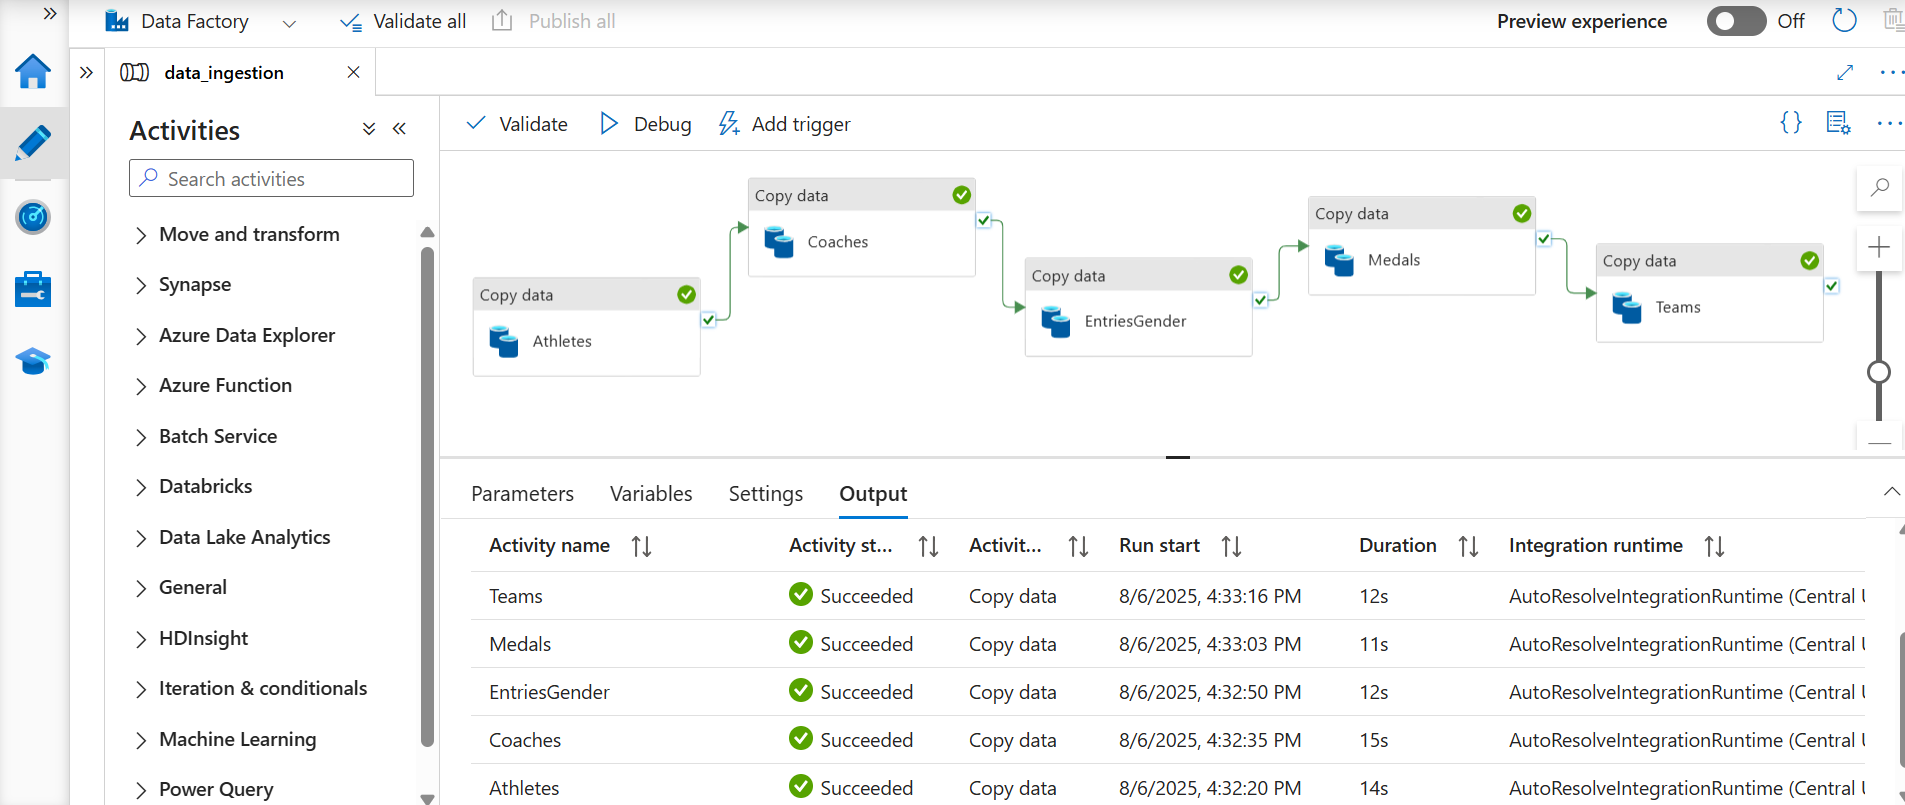 Data Factory Validate all Publish all Preview experience Off
data_ingestion
Activities
Search activities
Move and transform
Synapse
Azure Data Explorer
Azure Function
Batch Service
Databricks
Data Lake Analytics
General
HDInsight
Iteration & conditionals
Machine Learning
Power Query
Validate Debug Add trigger
Copy data
Athletes
Copy data
Coaches
Copy data
EntriesGender
Copy data
Medals
Copy data
Teams
Parameters Variables Settings Output
Activity name Activity st... Activit... Run start Duration Integration runtime
Teams Succeeded Copy data 8/6/2025, 4:33:16 PM 12s AutoResolveIntegrationRuntime (Central U
Medals Succeeded Copy data 8/6/2025, 4:33:03 PM 11s AutoResolveIntegrationRuntime (Central U
EntriesGender Succeeded Copy data 8/6/2025, 4:32:50 PM 12s AutoResolveIntegrationRuntime (Central U
Coaches Succeeded Copy data 8/6/2025, 4:32:35 PM 15s AutoResolveIntegrationRuntime (Central U
Athletes Succeeded Copy data 8/6/2025, 4:32:20 PM 14s AutoResolveIntegrationRuntime (Central U